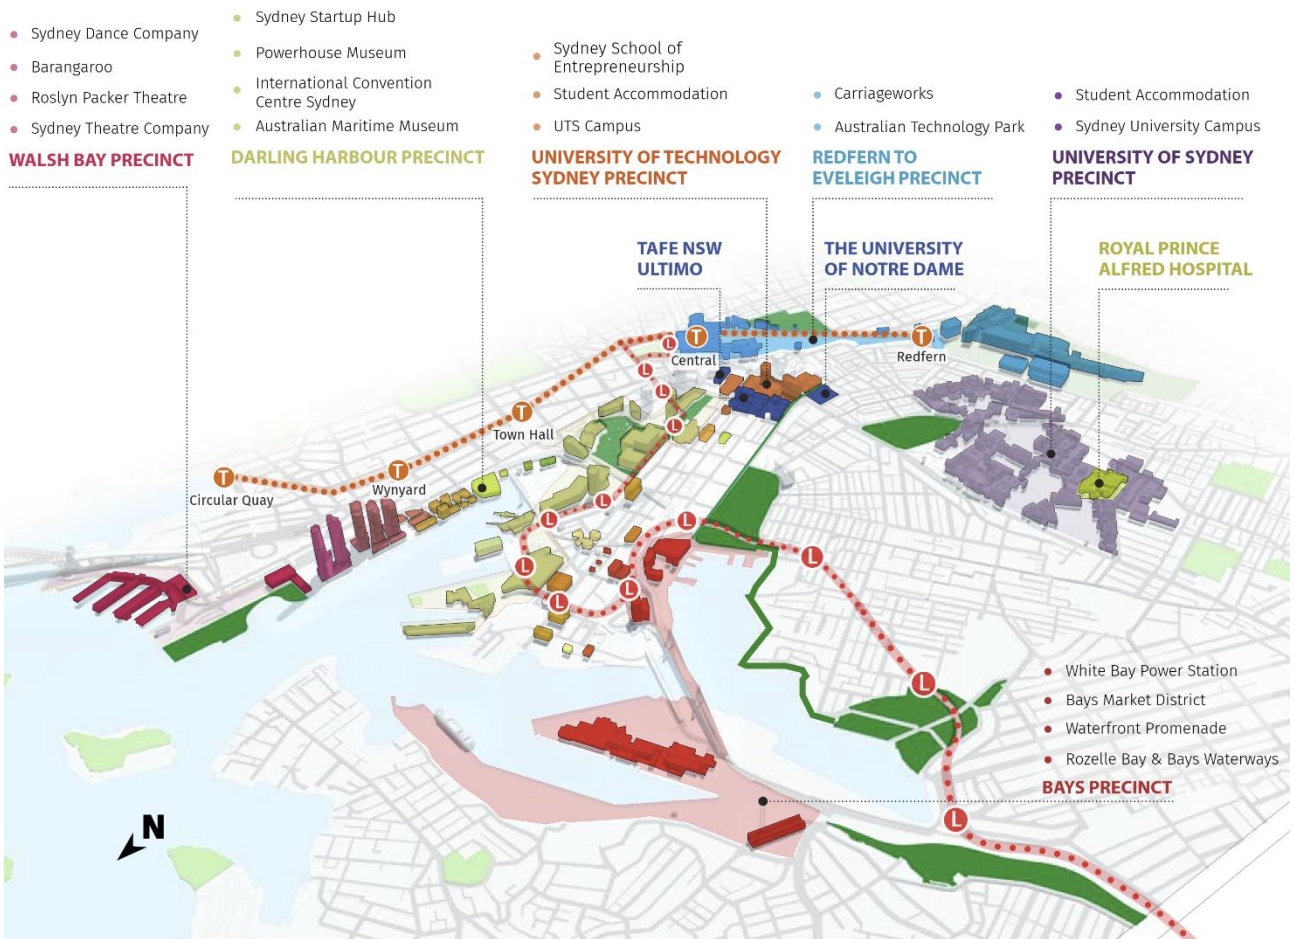 Sydney Dance Company
Barangaroo
Roslyn Packer Theatre
Sydney Theatre Company
WALSH BAY PRECINCT
Sydney Startup Hub
Powerhouse Museum
International Convention
Centre Sydney
Australian Maritime Museum
DARLING HARBOUR PRECINCT
Sydney School of
Entrepreneurship
Student Accommodation
UTS Campus
UNIVERSITY OF TECHNOLOGY
SYDNEY PRECINCT
Carriageworks
Australian Technology Park
REDFERN TO
EVELEIGH PRECINCT
Student Accommodation
Sydney University Campus
UNIVERSITY OF SYDNEY
PRECINCT
TAFE NSW
ULTIMO
THE UNIVERSITY
OF NOTRE DAME
ROYAL PRINCE
ALFRED HOSPITAL
T
Central
T
Redfern
L
L
L
L
T
Town Hall
T
Wynyard
T
Circular Quay
L
L
L
L
L
L
L
L
L
White Bay Power Station
Bays Market District
Waterfront Promenade
Rozelle Bay & Bays Waterways
BAYS PRECINCT
N